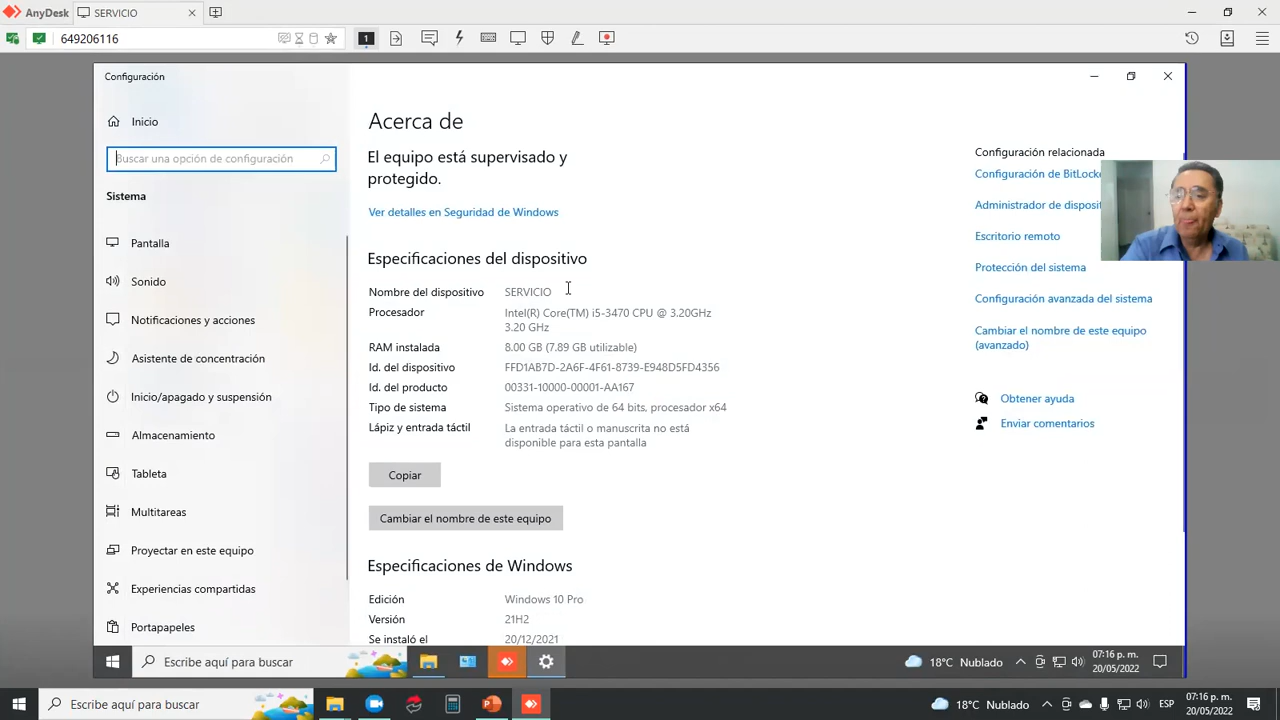 AnyDesk
SERVICIO
649206116
1
Configuración
Inicio
Buscar una opción de configuración
Sistema
Pantalla
Sonido
Notificaciones y acciones
Asistente de concentración
Inicio/apagado y suspensión
Almacenamiento
Tableta
Multitareas
Proyectar en este equipo
Experiencias compartidas
Portapapeles
Acerca de
El equipo está supervisado y
protegido.
Ver detalles en Seguridad de Windows
Especificaciones del dispositivo
Nombre del dispositivo SERVICIO
Procesador Intel(R) Core(TM) i5-3470 CPU @ 3.20GHz
3.20 GHz
RAM instalada 8.00 GB (7.89 GB utilizable)
Id. del dispositivo FFD1AB7D-2A6F-4F61-8739-E948D5FD4356
Id. del producto 00331-10000-00001-AA167
Tipo de sistema Sistema operativo de 64 bits, procesador x64
Lápiz y entrada táctil La entrada táctil o manuscrita no está
disponible para esta pantalla
Copiar
Cambiar el nombre de este equipo
Especificaciones de Windows
Edición Windows 10 Pro
Versión 21H2
Se instaló el 20/12/2021
Configuración relacionada
Configuración de BitLocke
Administrador de disposit
Escritorio remoto
Protección del sistema
Configuración avanzada del sistema
Cambiar el nombre de este equipo
(avanzado)
Obtener ayuda
Enviar comentarios
Escribe aquí para buscar
18°C Nublado
07:16 p. m.
20/05/2022
Escribe aquí para buscar
18°C Nublado
ESP
07:16 p. m.
20/05/2022